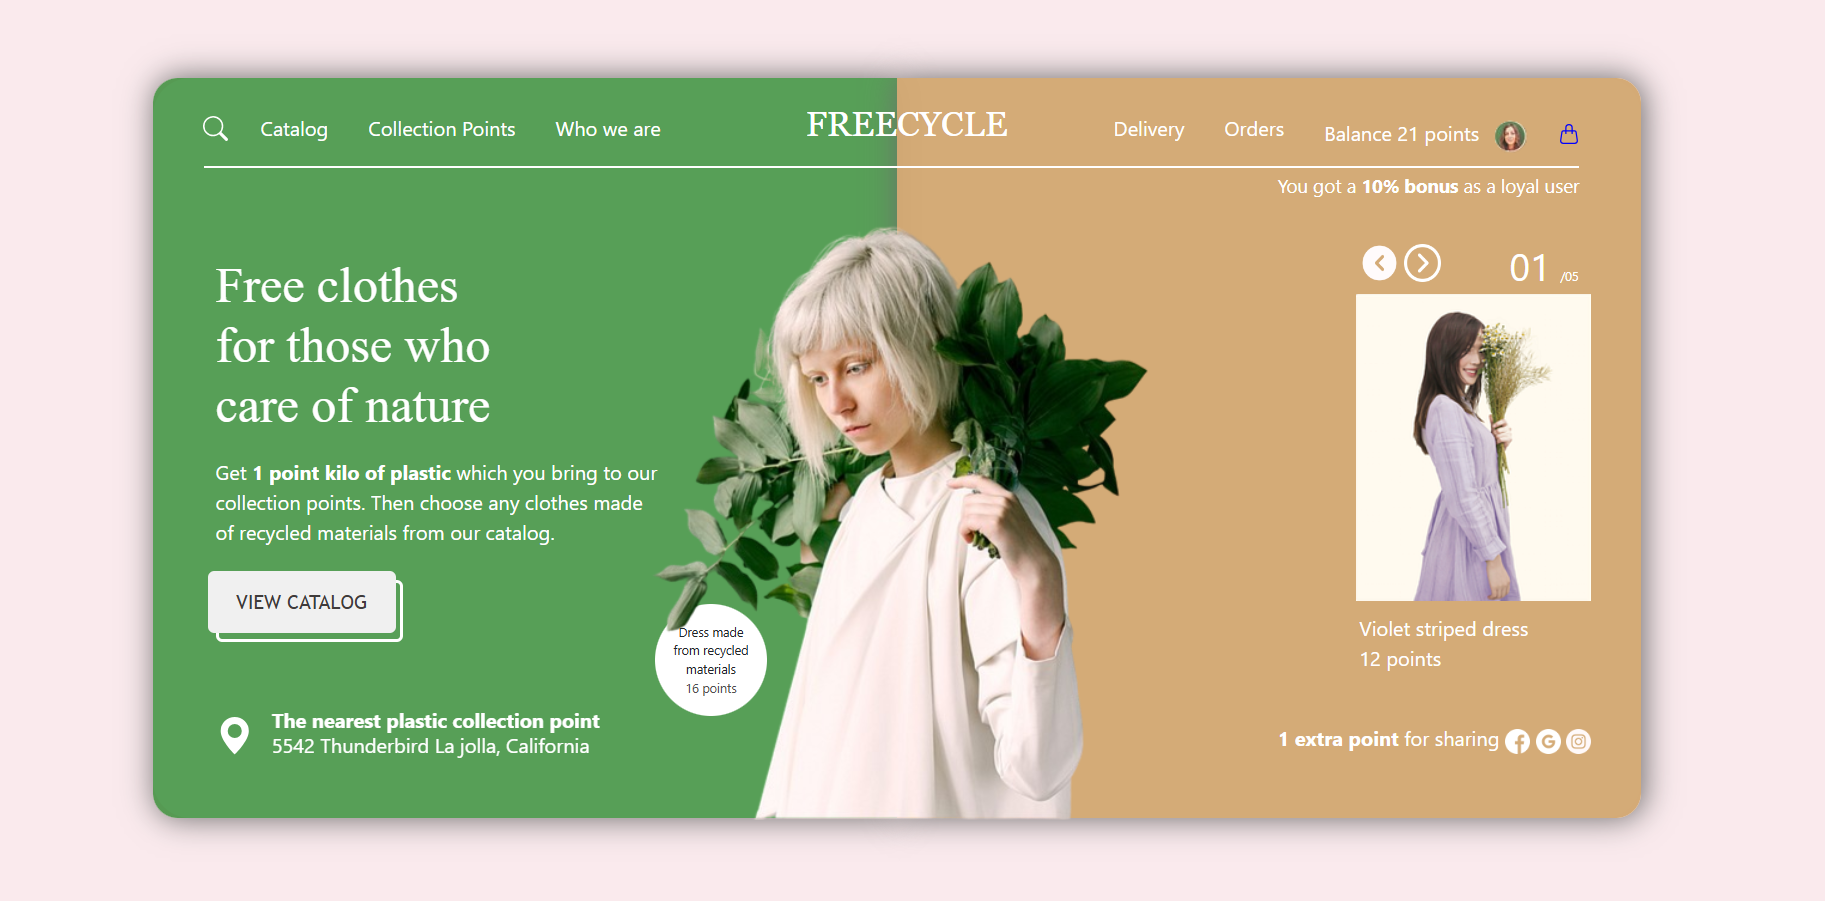 Catalog
Collection Points
Who we are
FREECYCLE
Delivery
Orders
Balance 21 points
You got a 10% bonus as a loyal user
Free clothes
for those who
care of nature
Get 1 point kilo of plastic which you bring to our
collection points. Then choose any clothes made
of recycled materials from our catalog.
VIEW CATALOG
The nearest plastic collection point
5542 Thunderbird La jolla, California
Dress made
from recycled
materials
16 points
01 /05
Violet striped dress
12 points
1 extra point for sharing